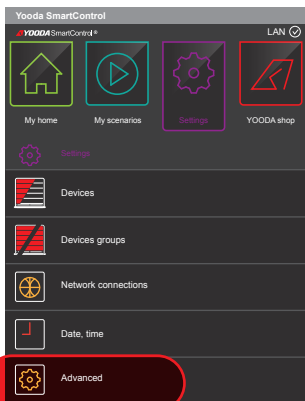 Yooda SmartControl
YOODA SmartControl ® LAN
My home My scenarios Settings YOODA shop
Settings
Devices
Devices groups
Network connections
Date, time
Advanced